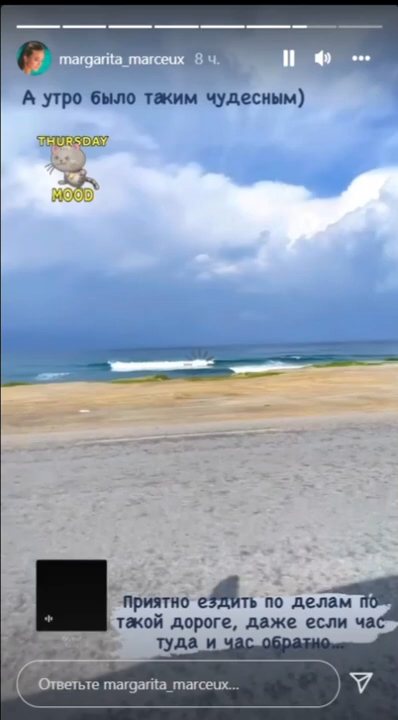 margarita_marceux 8 ч.
А утро было таким чудесным)
THURSDAY
MOOD
Приятно ездить по делам по
такой дороге, даже если час
туда и час обратно...
Ответьте margarita_marceux...